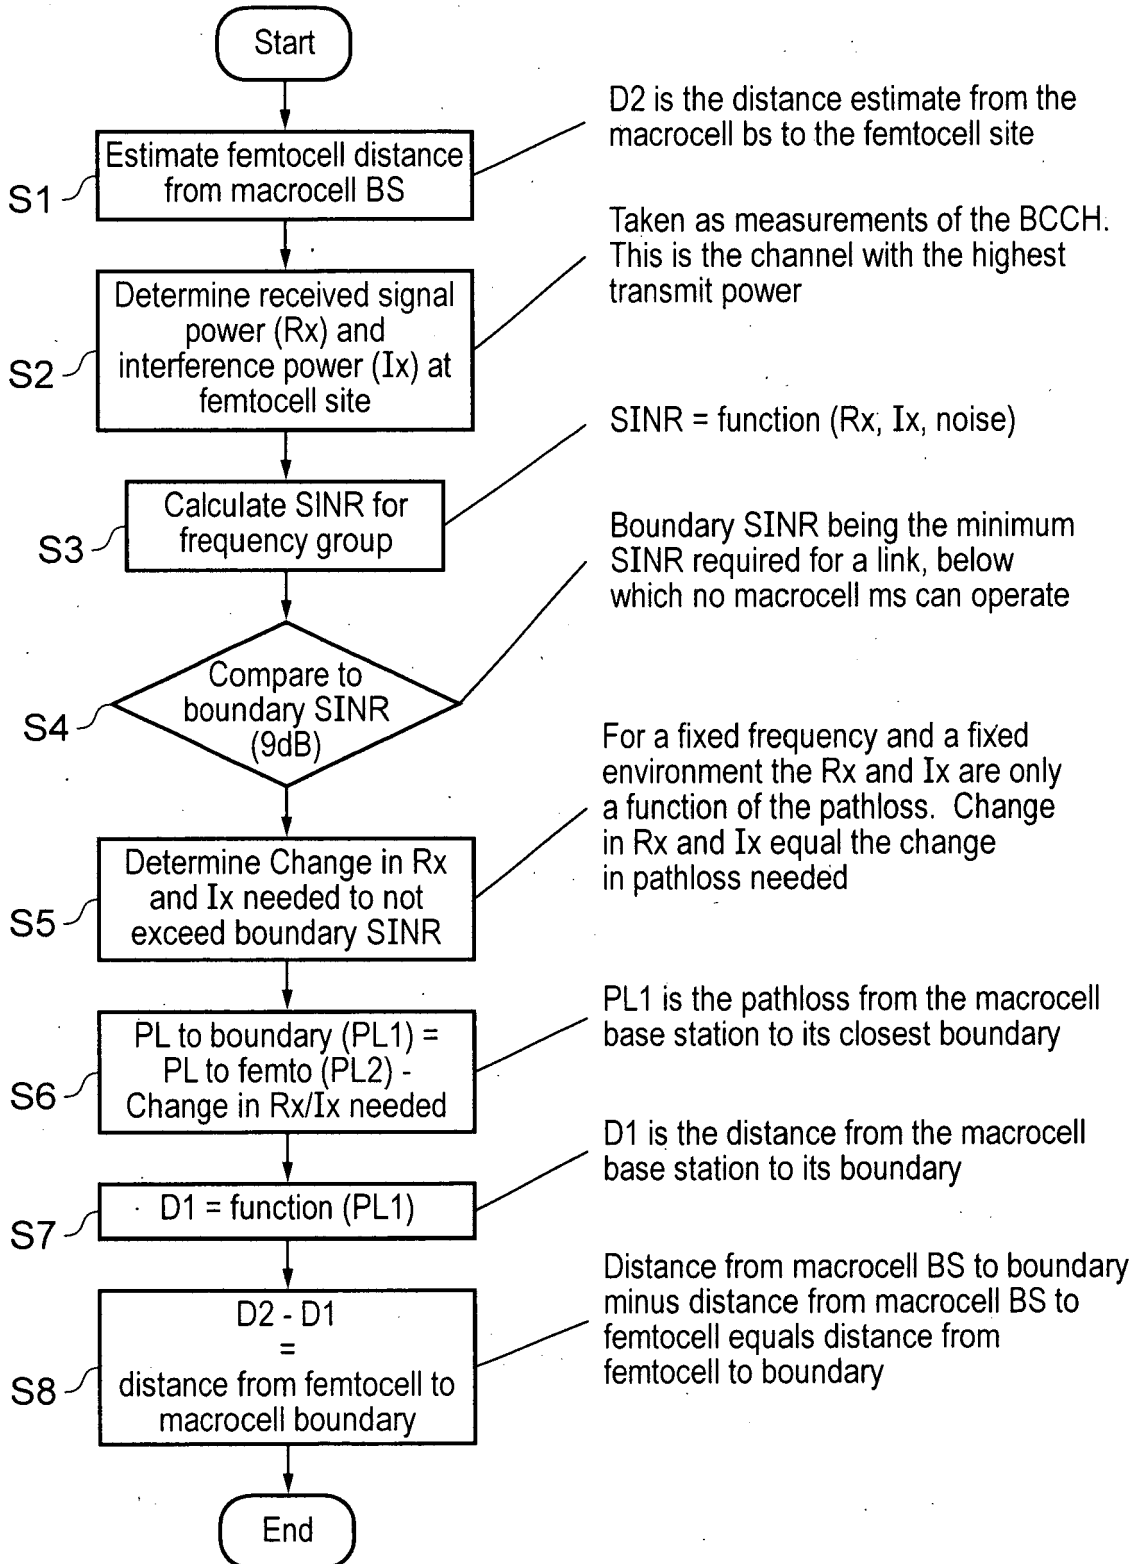 Start
D2 is the distance estimate from the
macrocell bs to the femtocell site
Estimate femtocell distance
from macrocell BS
S1
Taken as measurements of the BCCH.
This is the channel with the highest
transmit power
Determine received signal
power (Rx) and
interference power (Ix) at
femtocell site
S2
SINR = function (Rx, Ix, noise)
Calculate SINR for
frequency group
S3
Boundary SINR being the minimum
SINR required for a link, below
which no macrocell ms can operate
Compare to
boundary SINR
(9dB)
S4
For a fixed frequency and a fixed
environment the Rx and Ix are only
a function of the pathloss. Change
in Rx and Ix equal the change
in pathloss needed
Determine Change in Rx
and Ix needed to not
exceed boundary SINR
S5
PL1 is the pathloss from the macrocell
base station to its closest boundary
PL to boundary (PL1) =
PL to femto (PL2) -
Change in Rx/Ix needed
S6
D1 is the distance from the macrocell
base station to its boundary
D1 = function (PL1)
S7
Distance from macrocell BS to boundary
minus distance from macrocell BS to
femtocell equals distance from
femtocell to boundary
D2 - D1
=
distance from femtocell to
macrocell boundary
S8
End